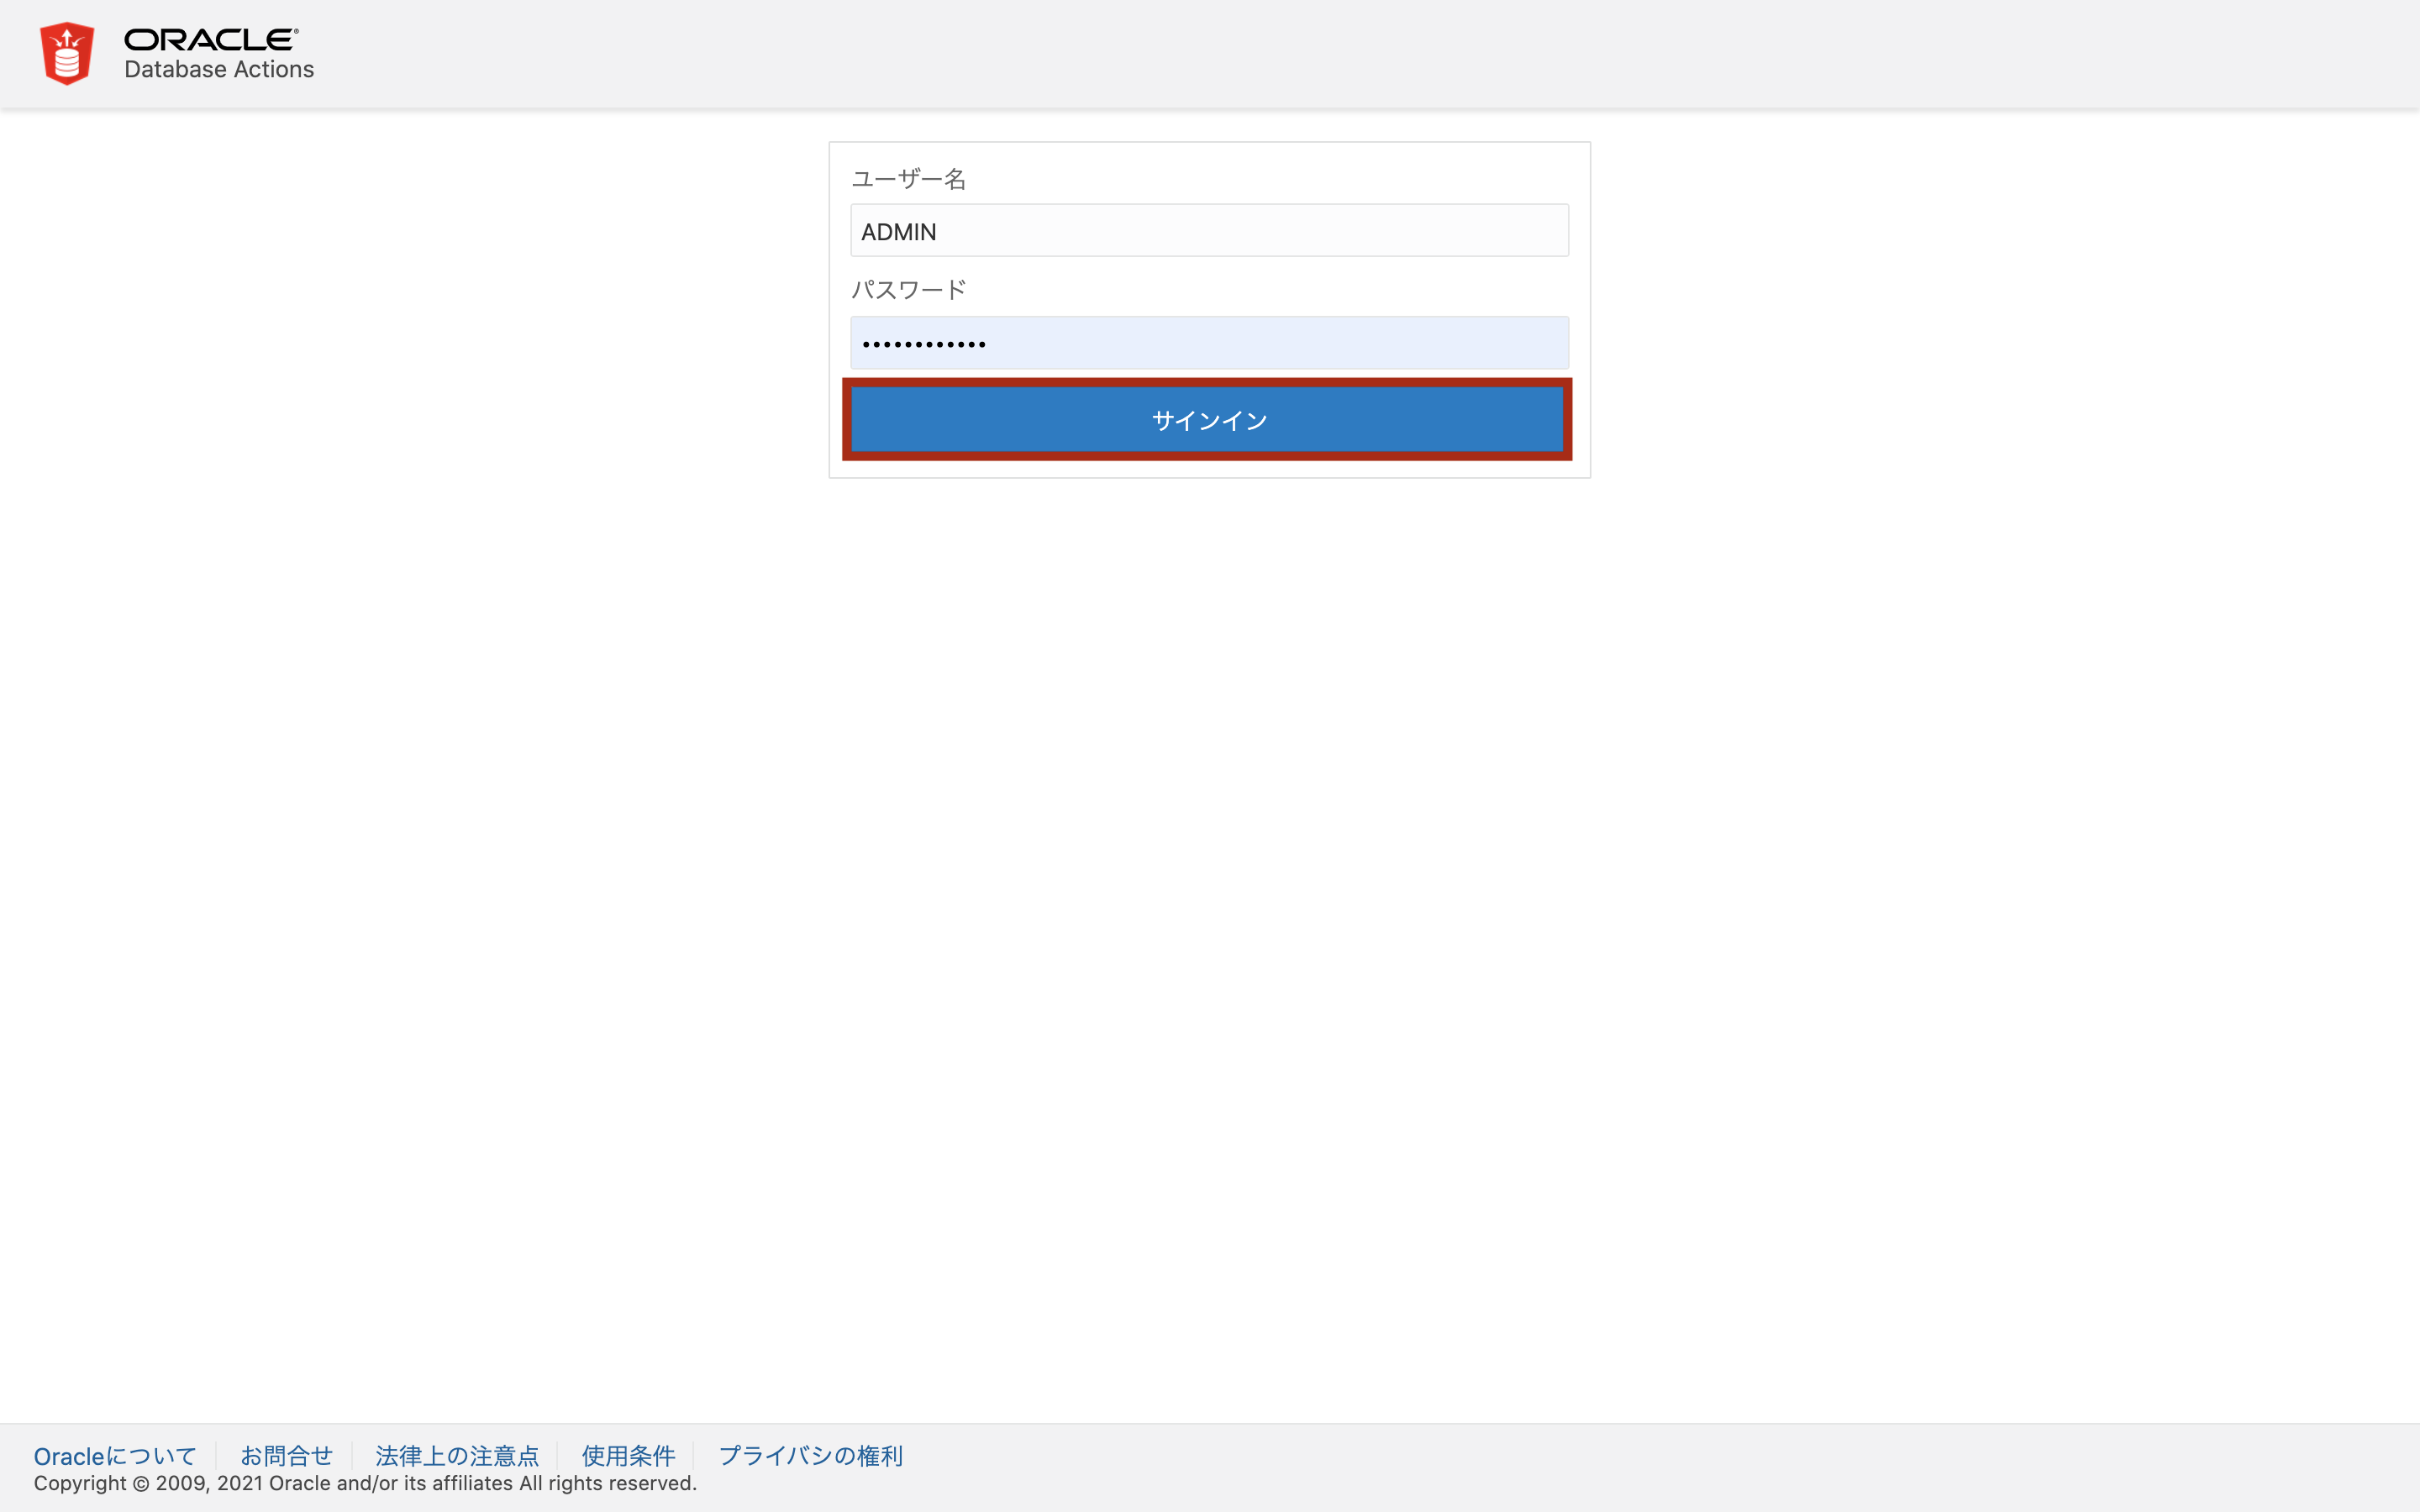 ORACLE®
Database Actions
ユーザー名
ADMIN
パスワード
••••••••••••
サインイン
Oracleについて お問合せ 法律上の注意点 使用条件 プライバシの権利
Copyright © 2009, 2021 Oracle and/or its affiliates All rights reserved.